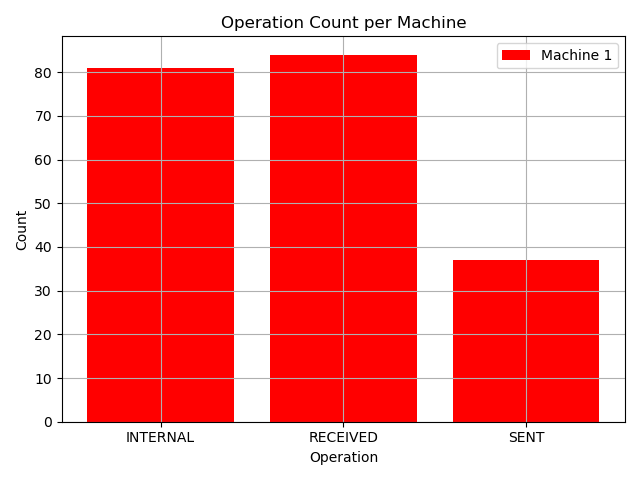 Operation Count per Machine
Machine 1
80
70
60
50
40
30
20
10
0
Count
INTERNAL RECEIVED SENT
Operation